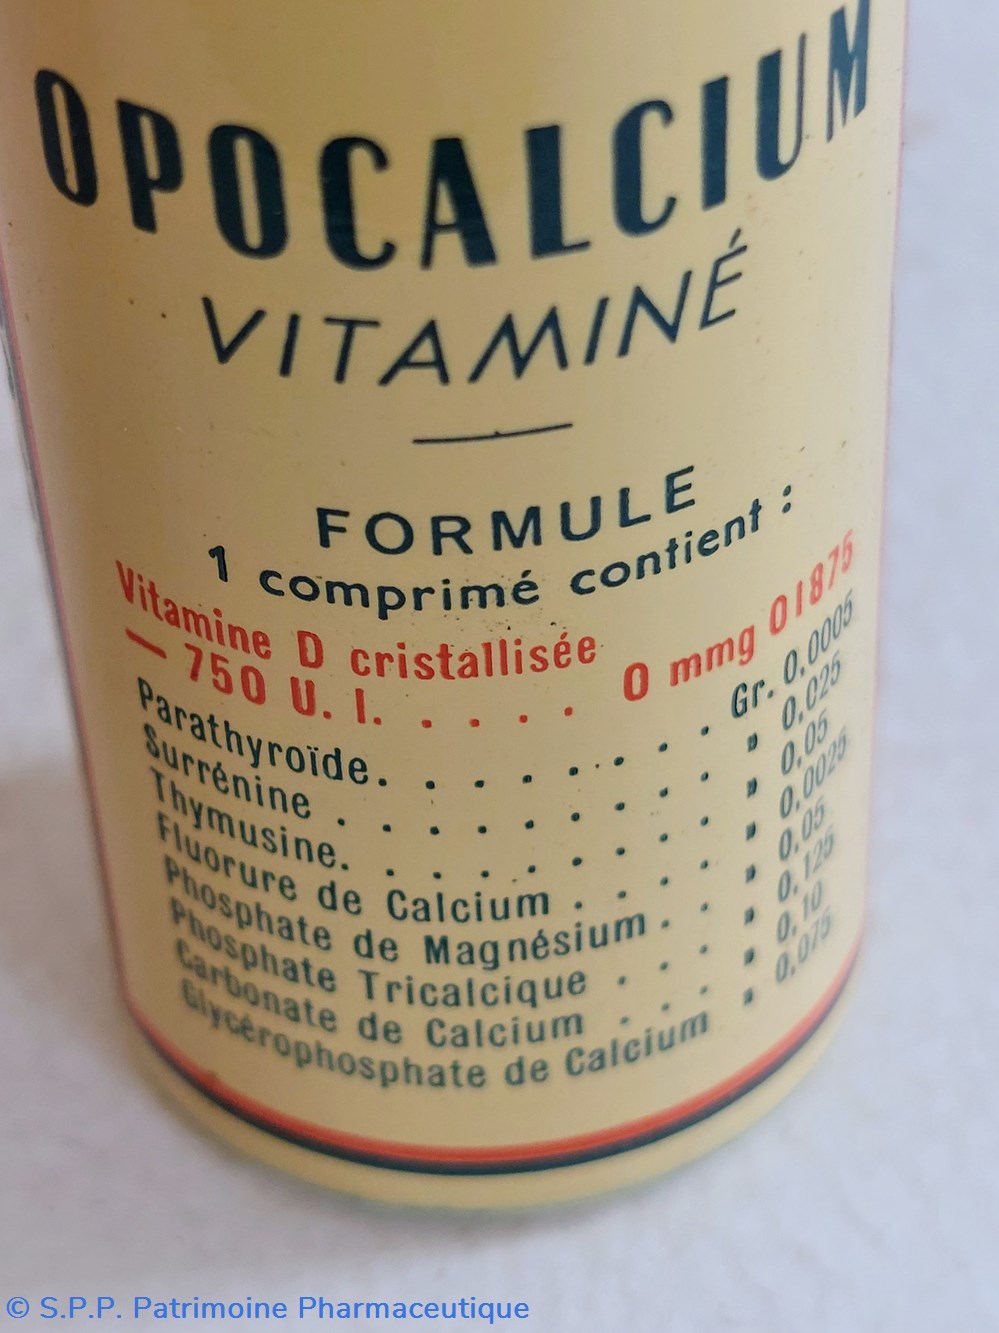 OPOCALCIUM
VITAMINÉ
FORMULE
1 comprimé contient :
Vitamine D cristallisée
— 750 U. I. . . . . . 0 mmg 01875
Parathyroïde. . . . . . . . . Gr. 0.0005
Surrénine . . . . . . . . . » 0.025
Thymusine. . . . . . . . . » 0.05
Fluorure de Calcium . . . . » 0.0025
Phosphate de Magnésium . . » 0.05
Phosphate Tricalcique . . . » 0.125
Carbonate de Calcium . . . » 0.10
Glycérophosphate de Calcium » 0.075
© S.P.P. Patrimoine Pharmaceutique